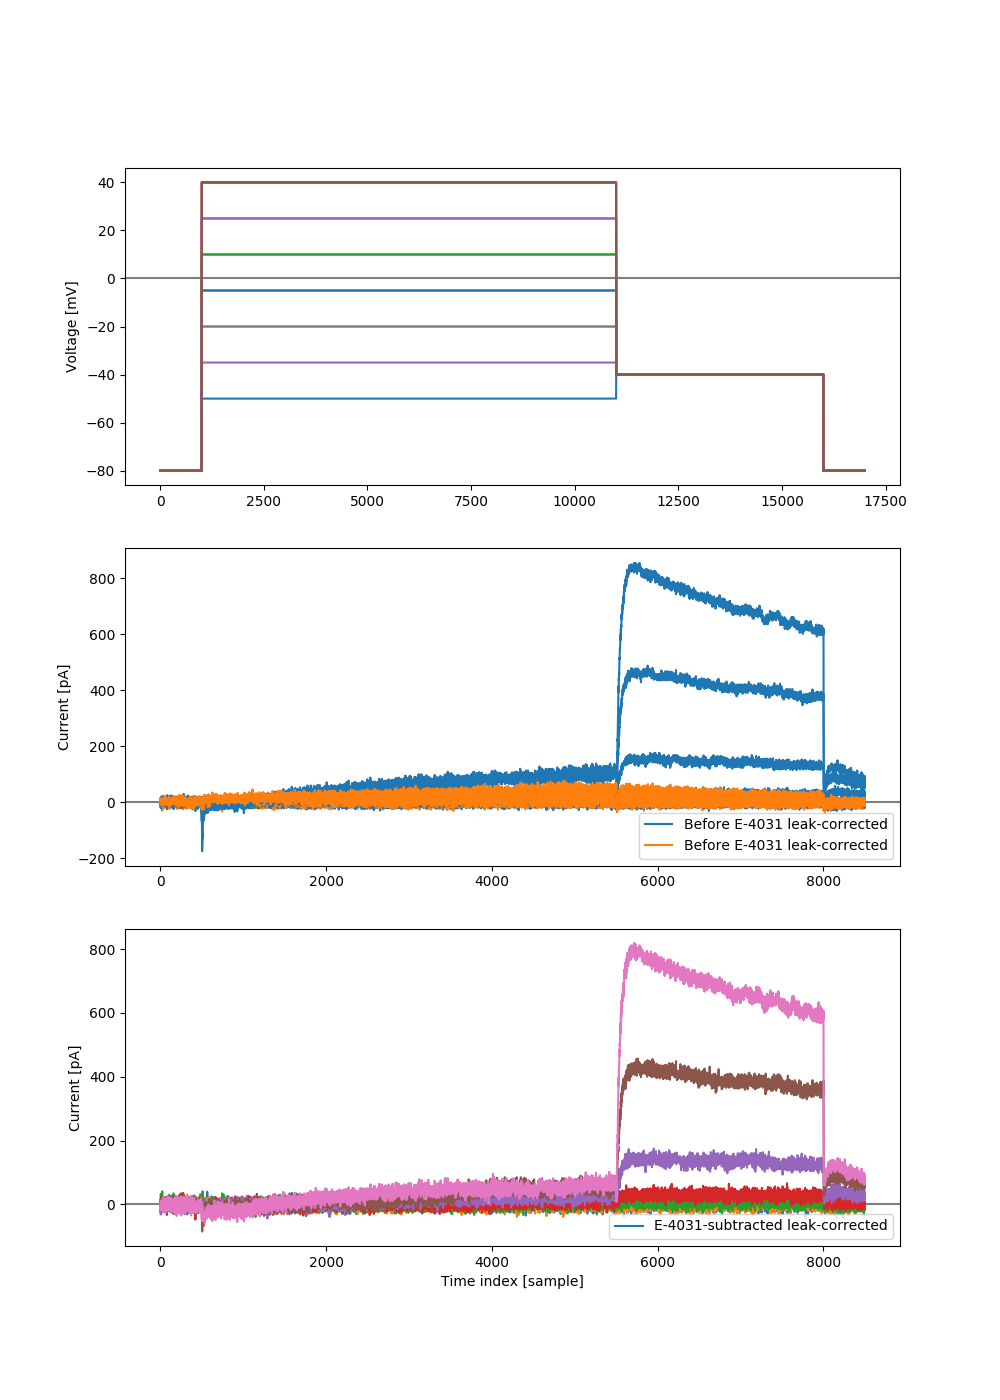 40
20
0
−20
−40
−60
−80
Voltage [mV]
0 2500 5000 7500 10000 12500 15000 17500
800
600
400
200
0
−200
Current [pA]
Before E-4031 leak-corrected
Before E-4031 leak-corrected
0 2000 4000 6000 8000
800
600
400
200
0
Current [pA]
E-4031-subtracted leak-corrected
0 2000 4000 6000 8000
Time index [sample]